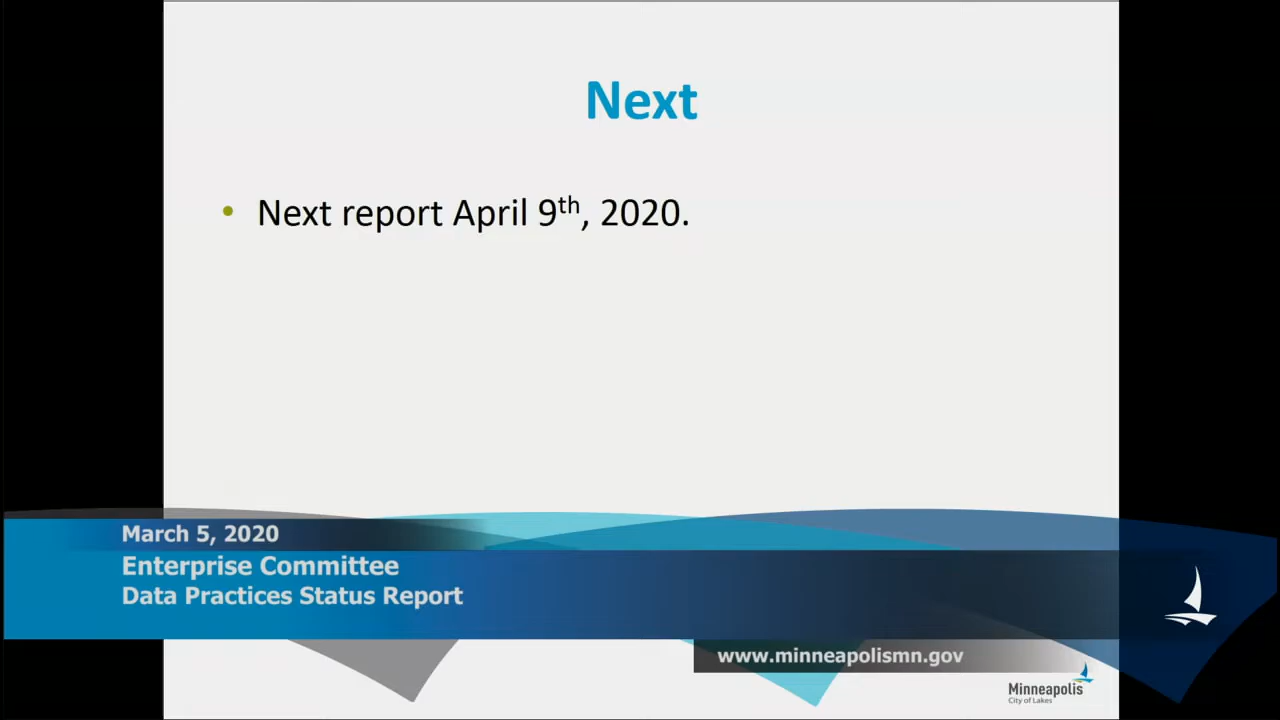 Next
• Next report April 9th, 2020.
March 5, 2020
Enterprise Committee
Data Practices Status Report
www.minneapolismn.gov
Minneapolis
City of Lakes